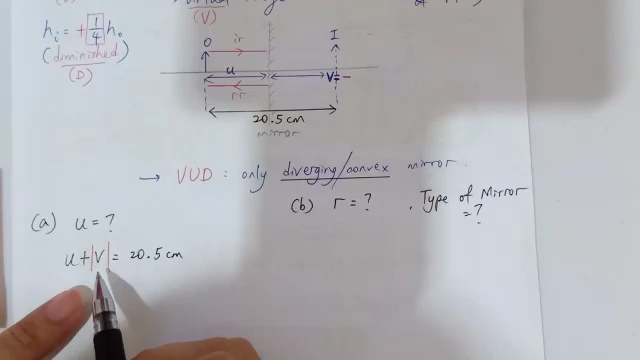 virtual
(V)
hi = + 1/4 ho
(diminished)
(D)
O
ir
I
u
V= −
rr
20.5 cm
mirror
→ VUD : only diverging/convex mirror.
(b) r = ? , Type of Mirror
= ?
(a) u = ?
u + |v| = 20.5 cm